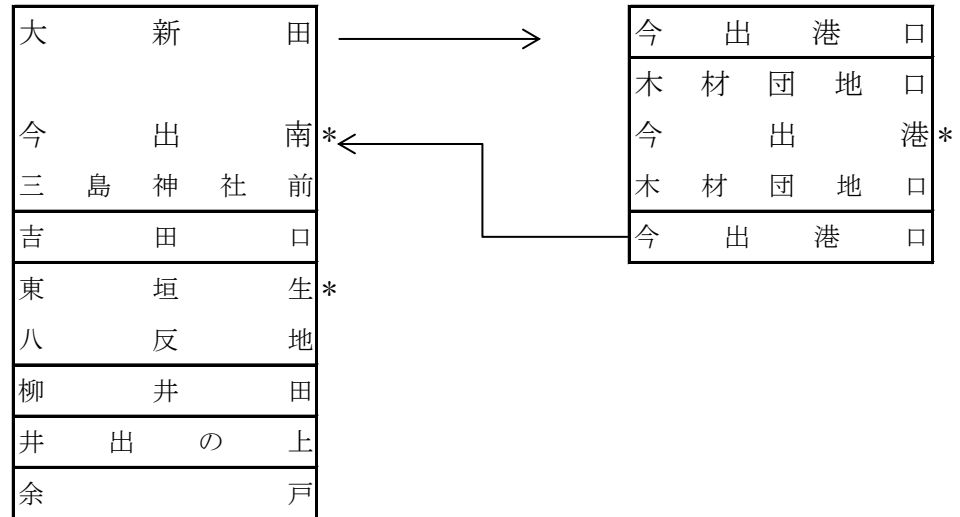 大新田
今出南*
三島神社前
吉田口
東垣生*
八反地
柳井田
井出の上
余戸
今出港口
木材団地口
今出港*
木材団地口
今出港口